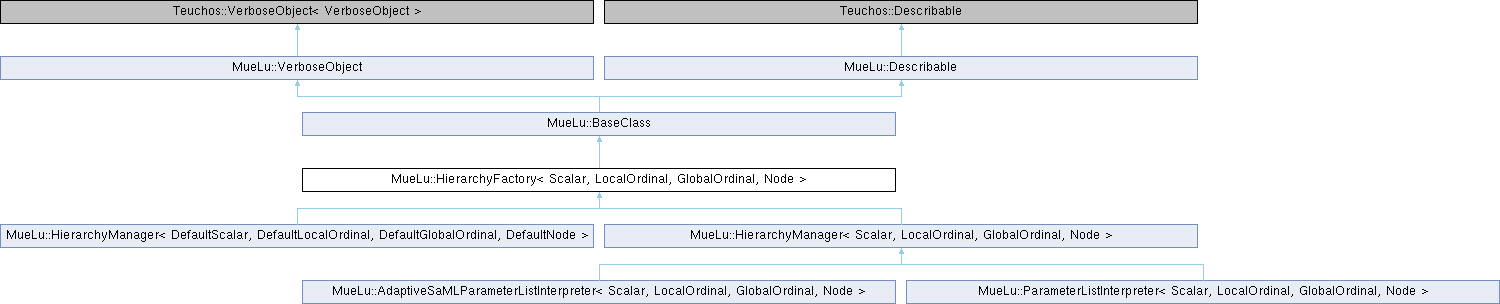 Teuchos::VerboseObject< VerboseObject >
Teuchos::Describable
MueLu::VerboseObject
MueLu::Describable
MueLu::BaseClass
MueLu::HierarchyFactory< Scalar, LocalOrdinal, GlobalOrdinal, Node >
MueLu::HierarchyManager< DefaultScalar, DefaultLocalOrdinal, DefaultGlobalOrdinal, DefaultNode >
MueLu::HierarchyManager< Scalar, LocalOrdinal, GlobalOrdinal, Node >
MueLu::AdaptiveSaMLParameterListInterpreter< Scalar, LocalOrdinal, GlobalOrdinal, Node >
MueLu::ParameterListInterpreter< Scalar, LocalOrdinal, GlobalOrdinal, Node >